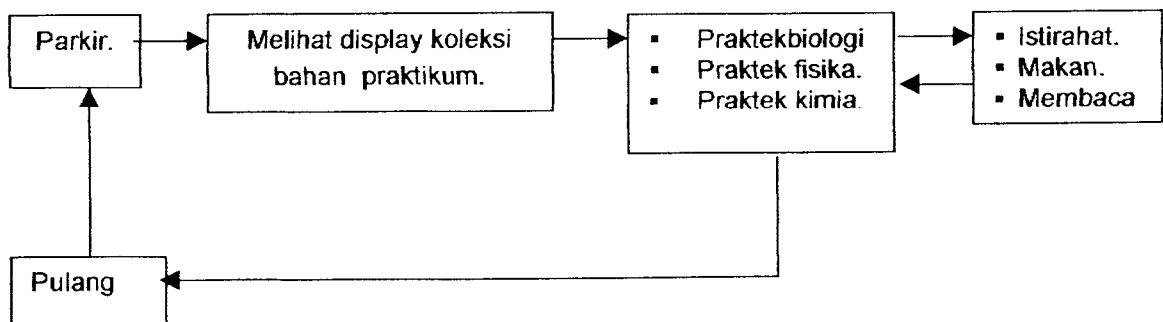 Parkir.
Melihat display koleksi
bahan praktikum.
▪ Praktekbiologi
▪ Praktek fisika.
▪ Praktek kimia.
▪ Istirahat.
▪ Makan.
▪ Membaca
Pulang